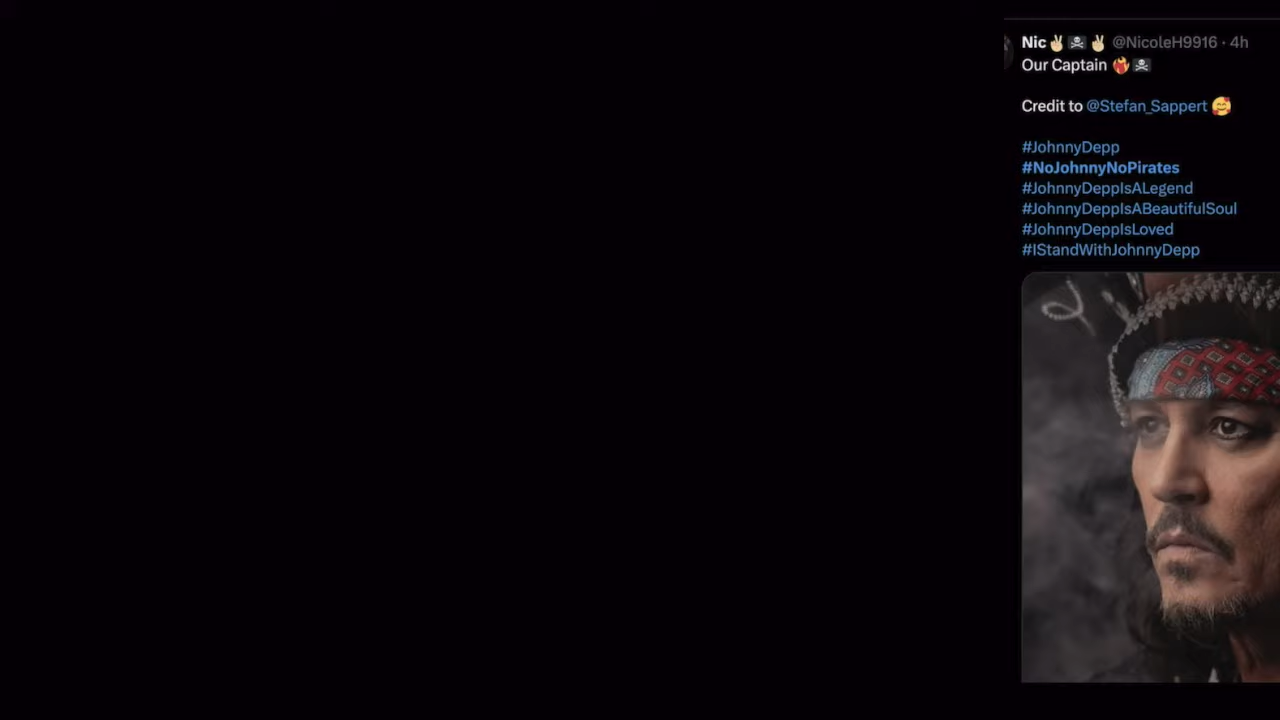 Nic✌🏼🏴‍☠️✌🏼 @NicoleH9916 · 4h
Our Captain ❤️‍🔥🏴‍☠️
Credit to @Stefan_Sappert 🥰
#JohnnyDepp
#NoJohnnyNoPirates
#JohnnyDeppIsALegend
#JohnnyDeppIsABeautifulSoul
#JohnnyDeppIsLoved
#IStandWithJohnnyDepp